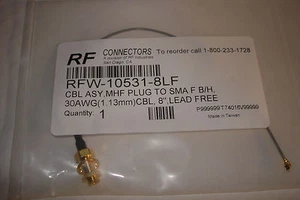 RF CONNECTORS To reorder call 1-800-233-1728
A division of RF Industries
San Diego CA
RFW-10531-8LF
CBL ASY, MHF PLUG TO SMA F B/H,
30AWG(1.13mm)CBL, 8",LEAD FREE
Quantity: 1
P999999T74016V99999
Made in Taiwan